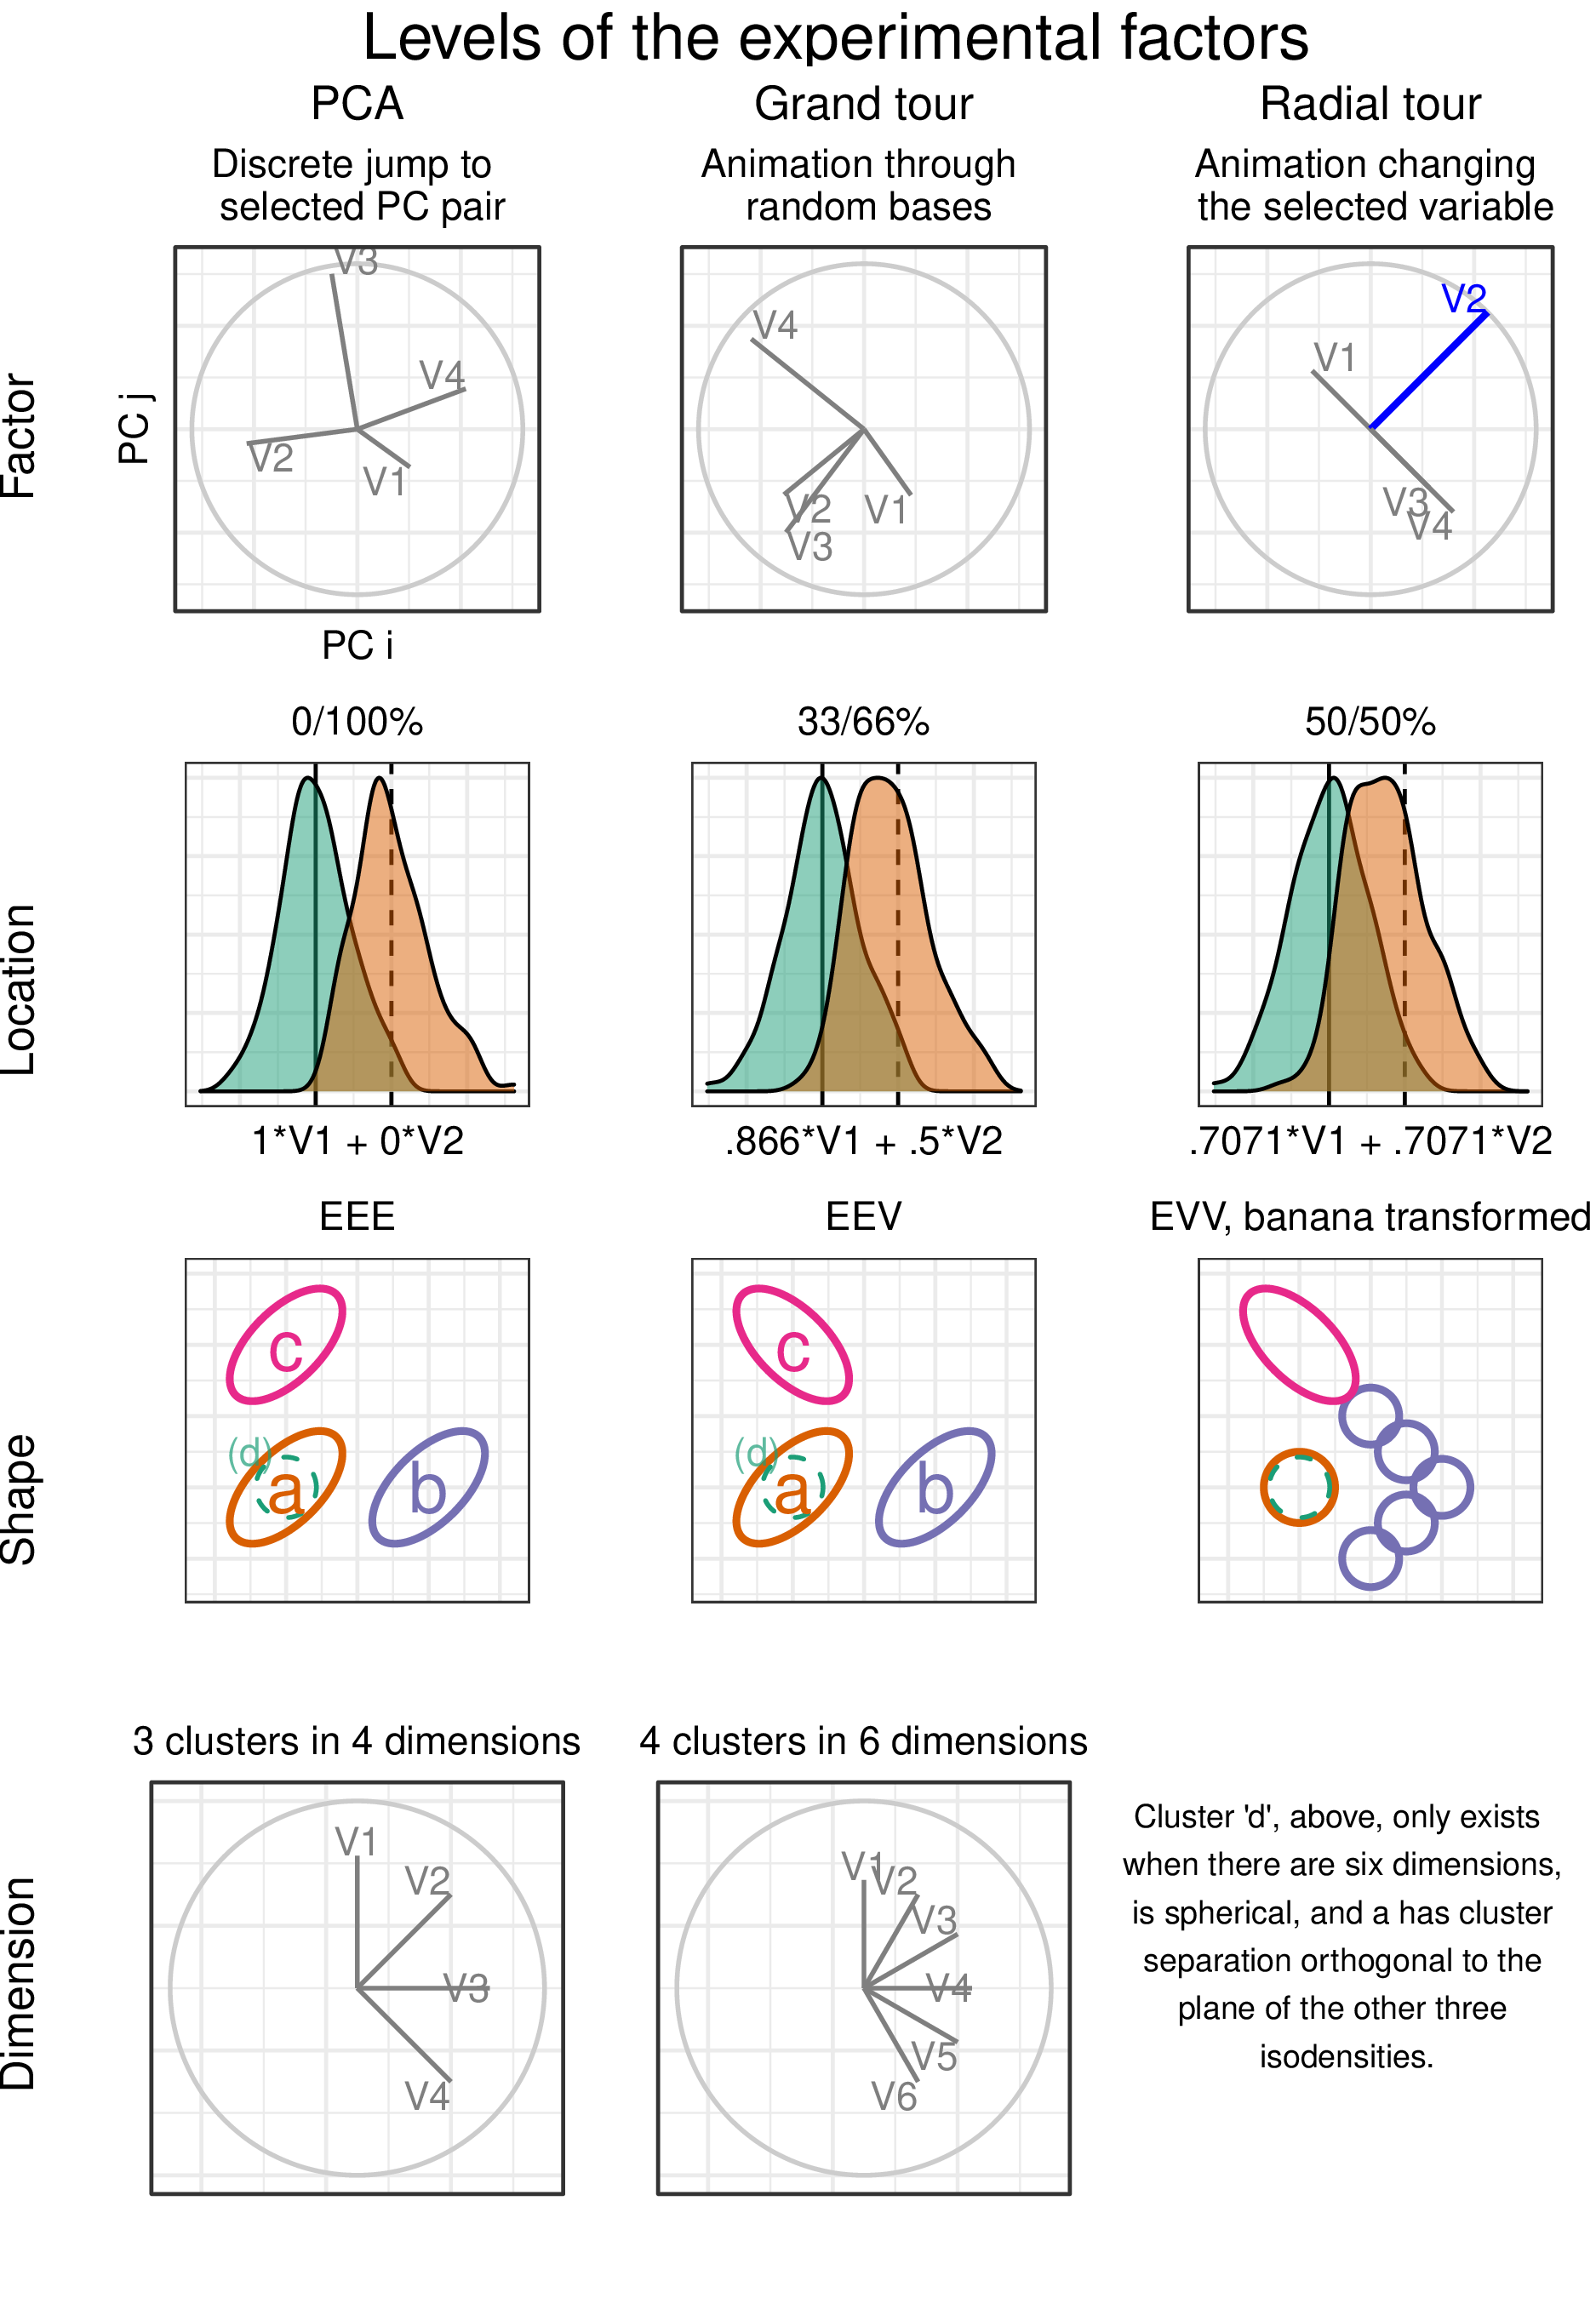 Levels of the experimental factors
PCA
Grand tour
Radial tour
Discrete jump to
selected PC pair
Animation through
random bases
Animation changing
the selected variable
Factor
PC j
V3
V4
V2
V1
PC i
V4
V2
V1
V3
V2
V1
V3
V4
Location
0/100%
33/66%
50/50%
1*V1 + 0*V2
.866*V1 + .5*V2
.7071*V1 + .7071*V2
Shape
EEE
EEV
EVV, banana transformed
c
(d)
a
b
c
(d)
a
b
Dimension
3 clusters in 4 dimensions
4 clusters in 6 dimensions
V1
V2
V3
V4
V1
V2
V3
V4
V5
V6
Cluster 'd', above, only exists
when there are six dimensions,
is spherical, and a has cluster
separation orthogonal to the
plane of the other three
isodensities.